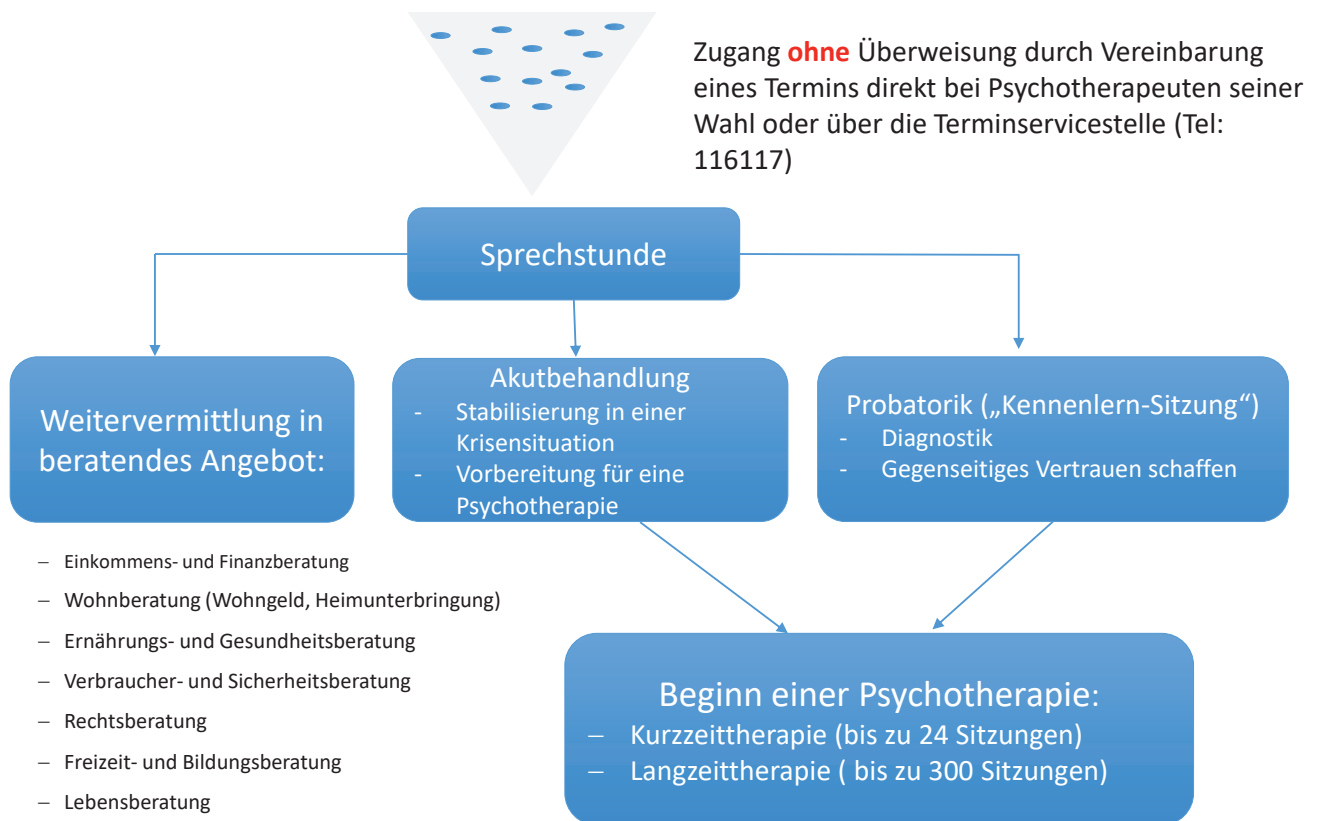 Zugang ohne Überweisung durch Vereinbarung
eines Termins direkt bei Psychotherapeuten seiner
Wahl oder über die Terminservicestelle (Tel:
116117)
Sprechstunde
Weitervermittlung in
beratendes Angebot:
Akutbehandlung
- Stabilisierung in einer
Krisensituation
- Vorbereitung für eine
Psychotherapie
Probatorik („Kennenlern-Sitzung“)
- Diagnostik
- Gegenseitiges Vertrauen schaffen
– Einkommens- und Finanzberatung
– Wohnberatung (Wohngeld, Heimunterbringung)
– Ernährungs- und Gesundheitsberatung
– Verbraucher- und Sicherheitsberatung
– Rechtsberatung
– Freizeit- und Bildungsberatung
– Lebensberatung
Beginn einer Psychotherapie:
– Kurzzeittherapie (bis zu 24 Sitzungen)
– Langzeittherapie ( bis zu 300 Sitzungen)